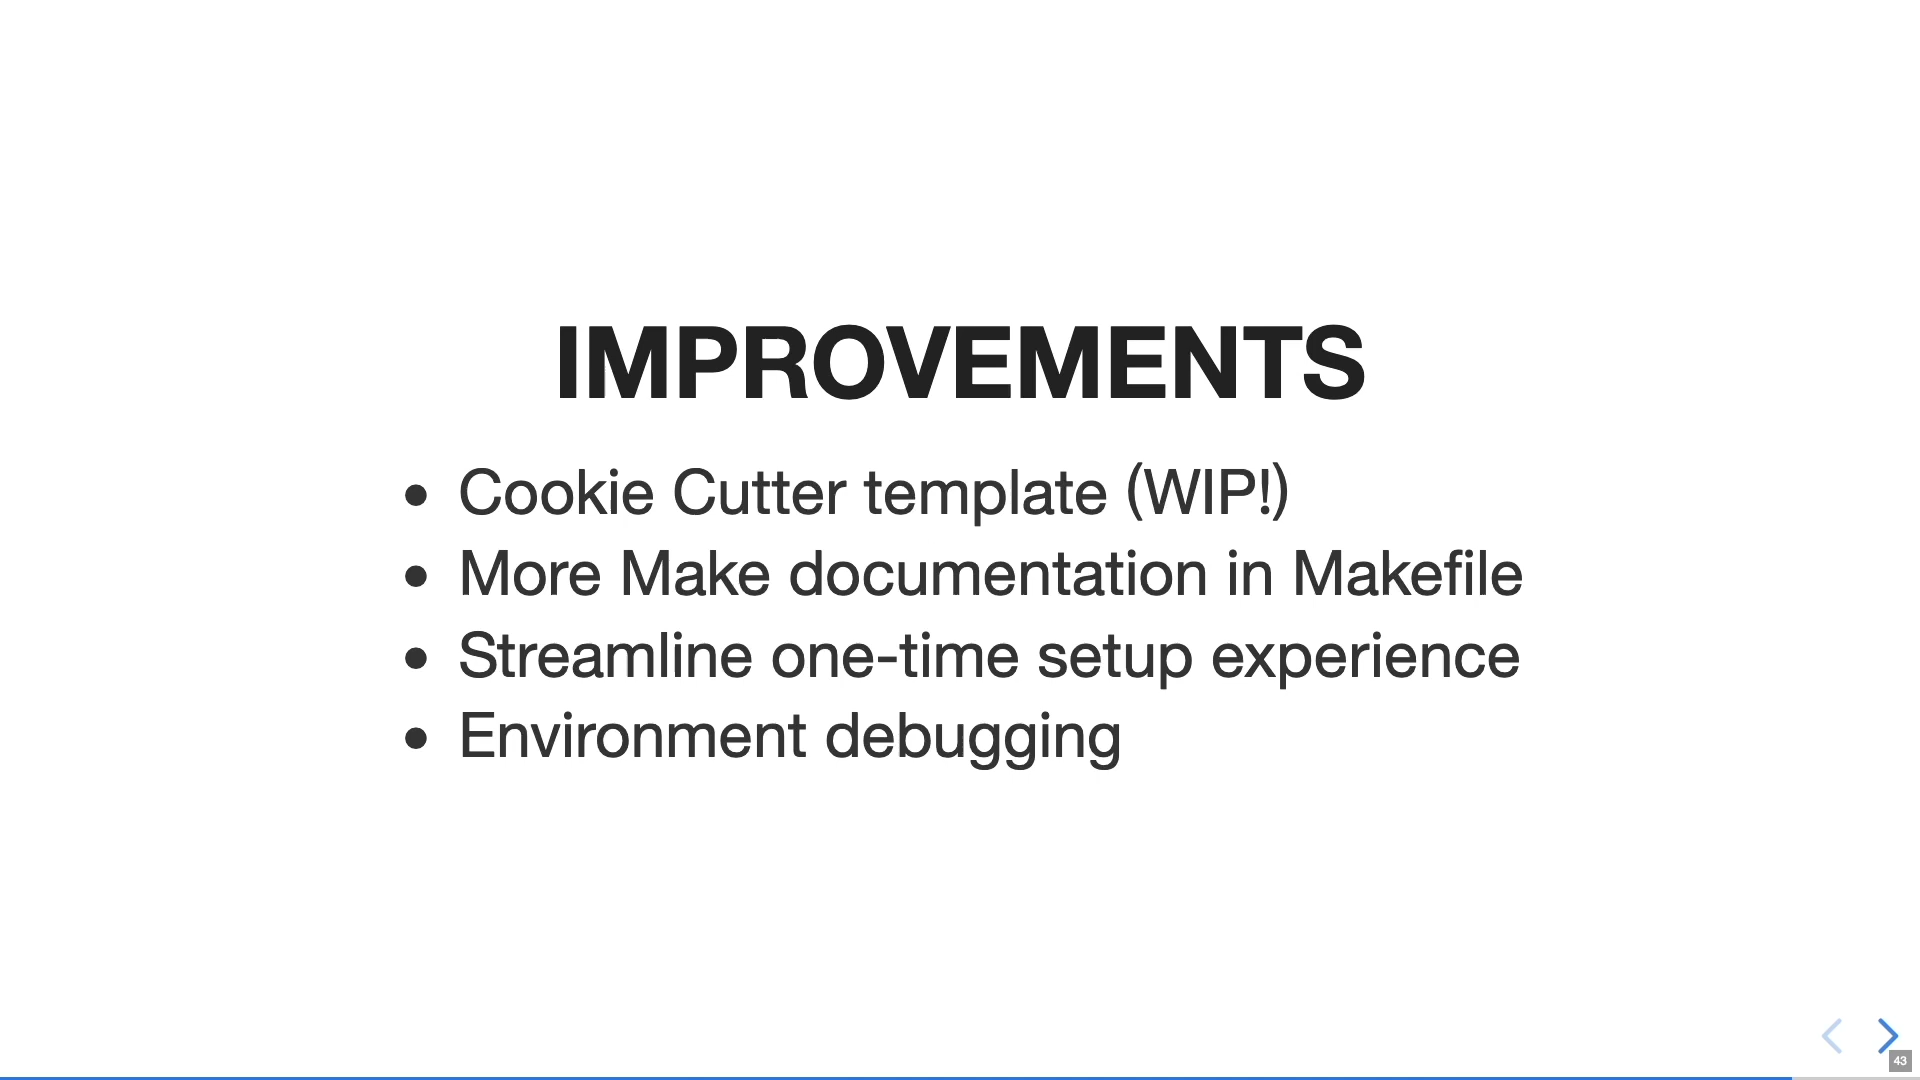 IMPROVEMENTS
• Cookie Cutter template (WIP!)
• More Make documentation in Makefile
• Streamline one-time setup experience
• Environment debugging
43